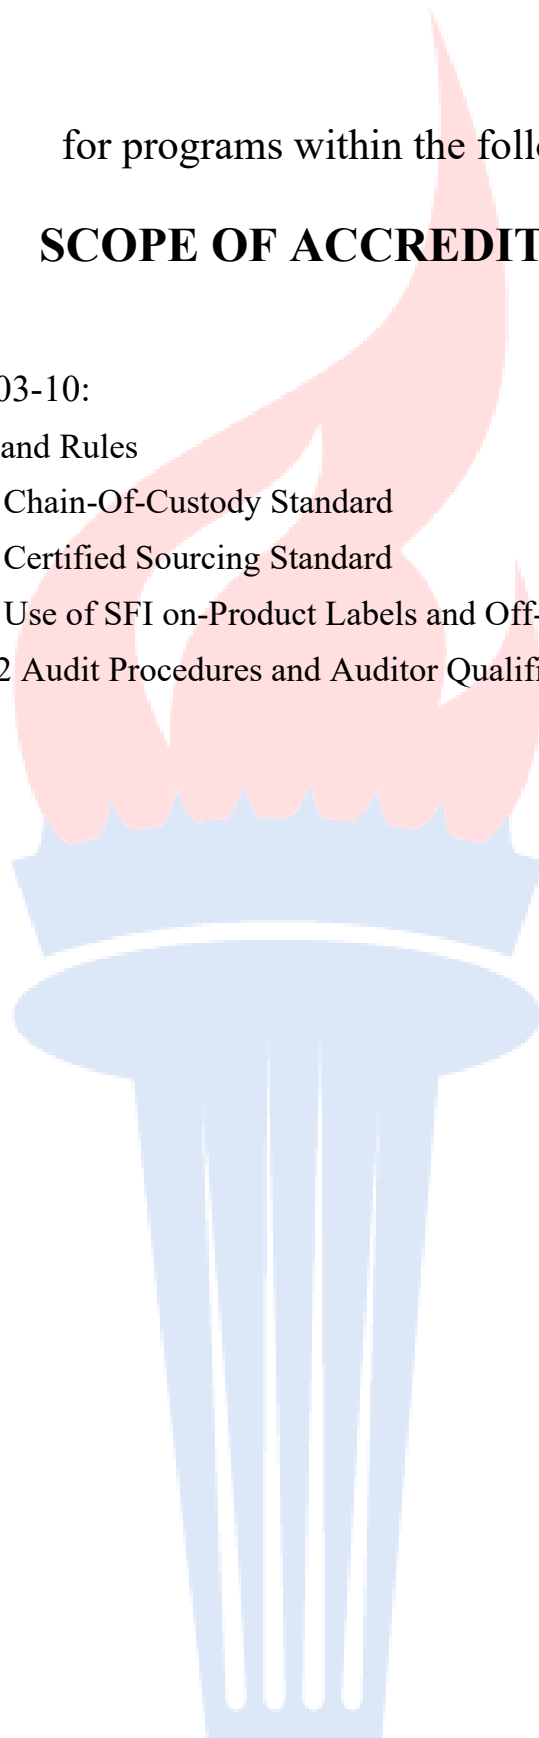 for programs within the follo
SCOPE OF ACCREDIT
03-10:
and Rules
Chain-Of-Custody Standard
Certified Sourcing Standard
Use of SFI on-Product Labels and Off-
2 Audit Procedures and Auditor Qualifi